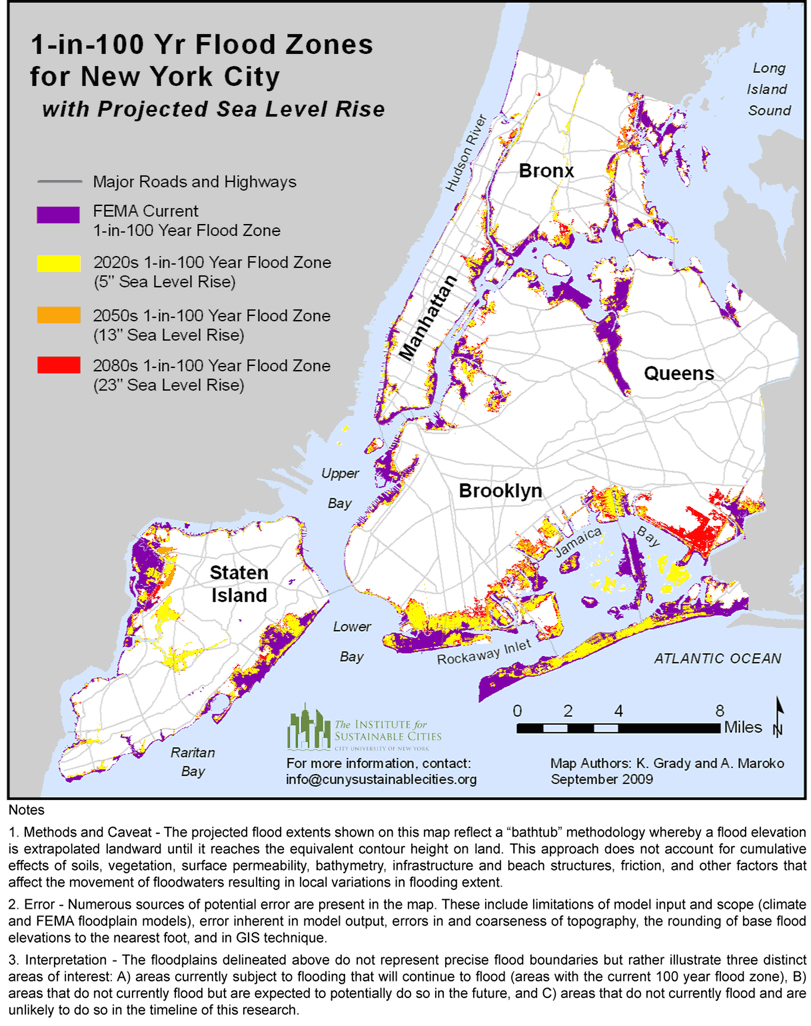 1-in-100 Yr Flood Zones
for New York City
with Projected Sea Level Rise
Major Roads and Highways
FEMA Current
1-in-100 Year Flood Zone
2020s 1-in-100 Year Flood Zone
(5" Sea Level Rise)
2050s 1-in-100 Year Flood Zone
(13" Sea Level Rise)
2080s 1-in-100 Year Flood Zone
(23" Sea Level Rise)
Long
Island
Sound
Hudson River
Bronx
Manhattan
Queens
Upper
Bay
Brooklyn
Jamaica
Bay
Staten
Island
Lower
Bay
Rockaway Inlet
ATLANTIC OCEAN
Raritan
Bay
The INSTITUTE for
SUSTAINABLE CITIES
CITY UNIVERSITY OF NEW YORK
For more information, contact:
info@cunysustainablecities.org
0 2 4 8
Miles
N
Map Authors: K. Grady and A. Maroko
September 2009
Notes
1. Methods and Caveat - The projected flood extents shown on this map reflect a “bathtub” methodology whereby a flood elevation
is extrapolated landward until it reaches the equivalent contour height on land. This approach does not account for cumulative
effects of soils, vegetation, surface permeability, bathymetry, infrastructure and beach structures, friction, and other factors that
affect the movement of floodwaters resulting in local variations in flooding extent.
2. Error - Numerous sources of potential error are present in the map. These include limitations of model input and scope (climate
and FEMA floodplain models), error inherent in model output, errors in and coarseness of topography, the rounding of base flood
elevations to the nearest foot, and in GIS technique.
3. Interpretation - The floodplains delineated above do not represent precise flood boundaries but rather illustrate three distinct
areas of interest: A) areas currently subject to flooding that will continue to flood (areas with the current 100 year flood zone), B)
areas that do not currently flood but are expected to potentially do so in the future, and C) areas that do not currently flood and are
unlikely to do so in the timeline of this research.